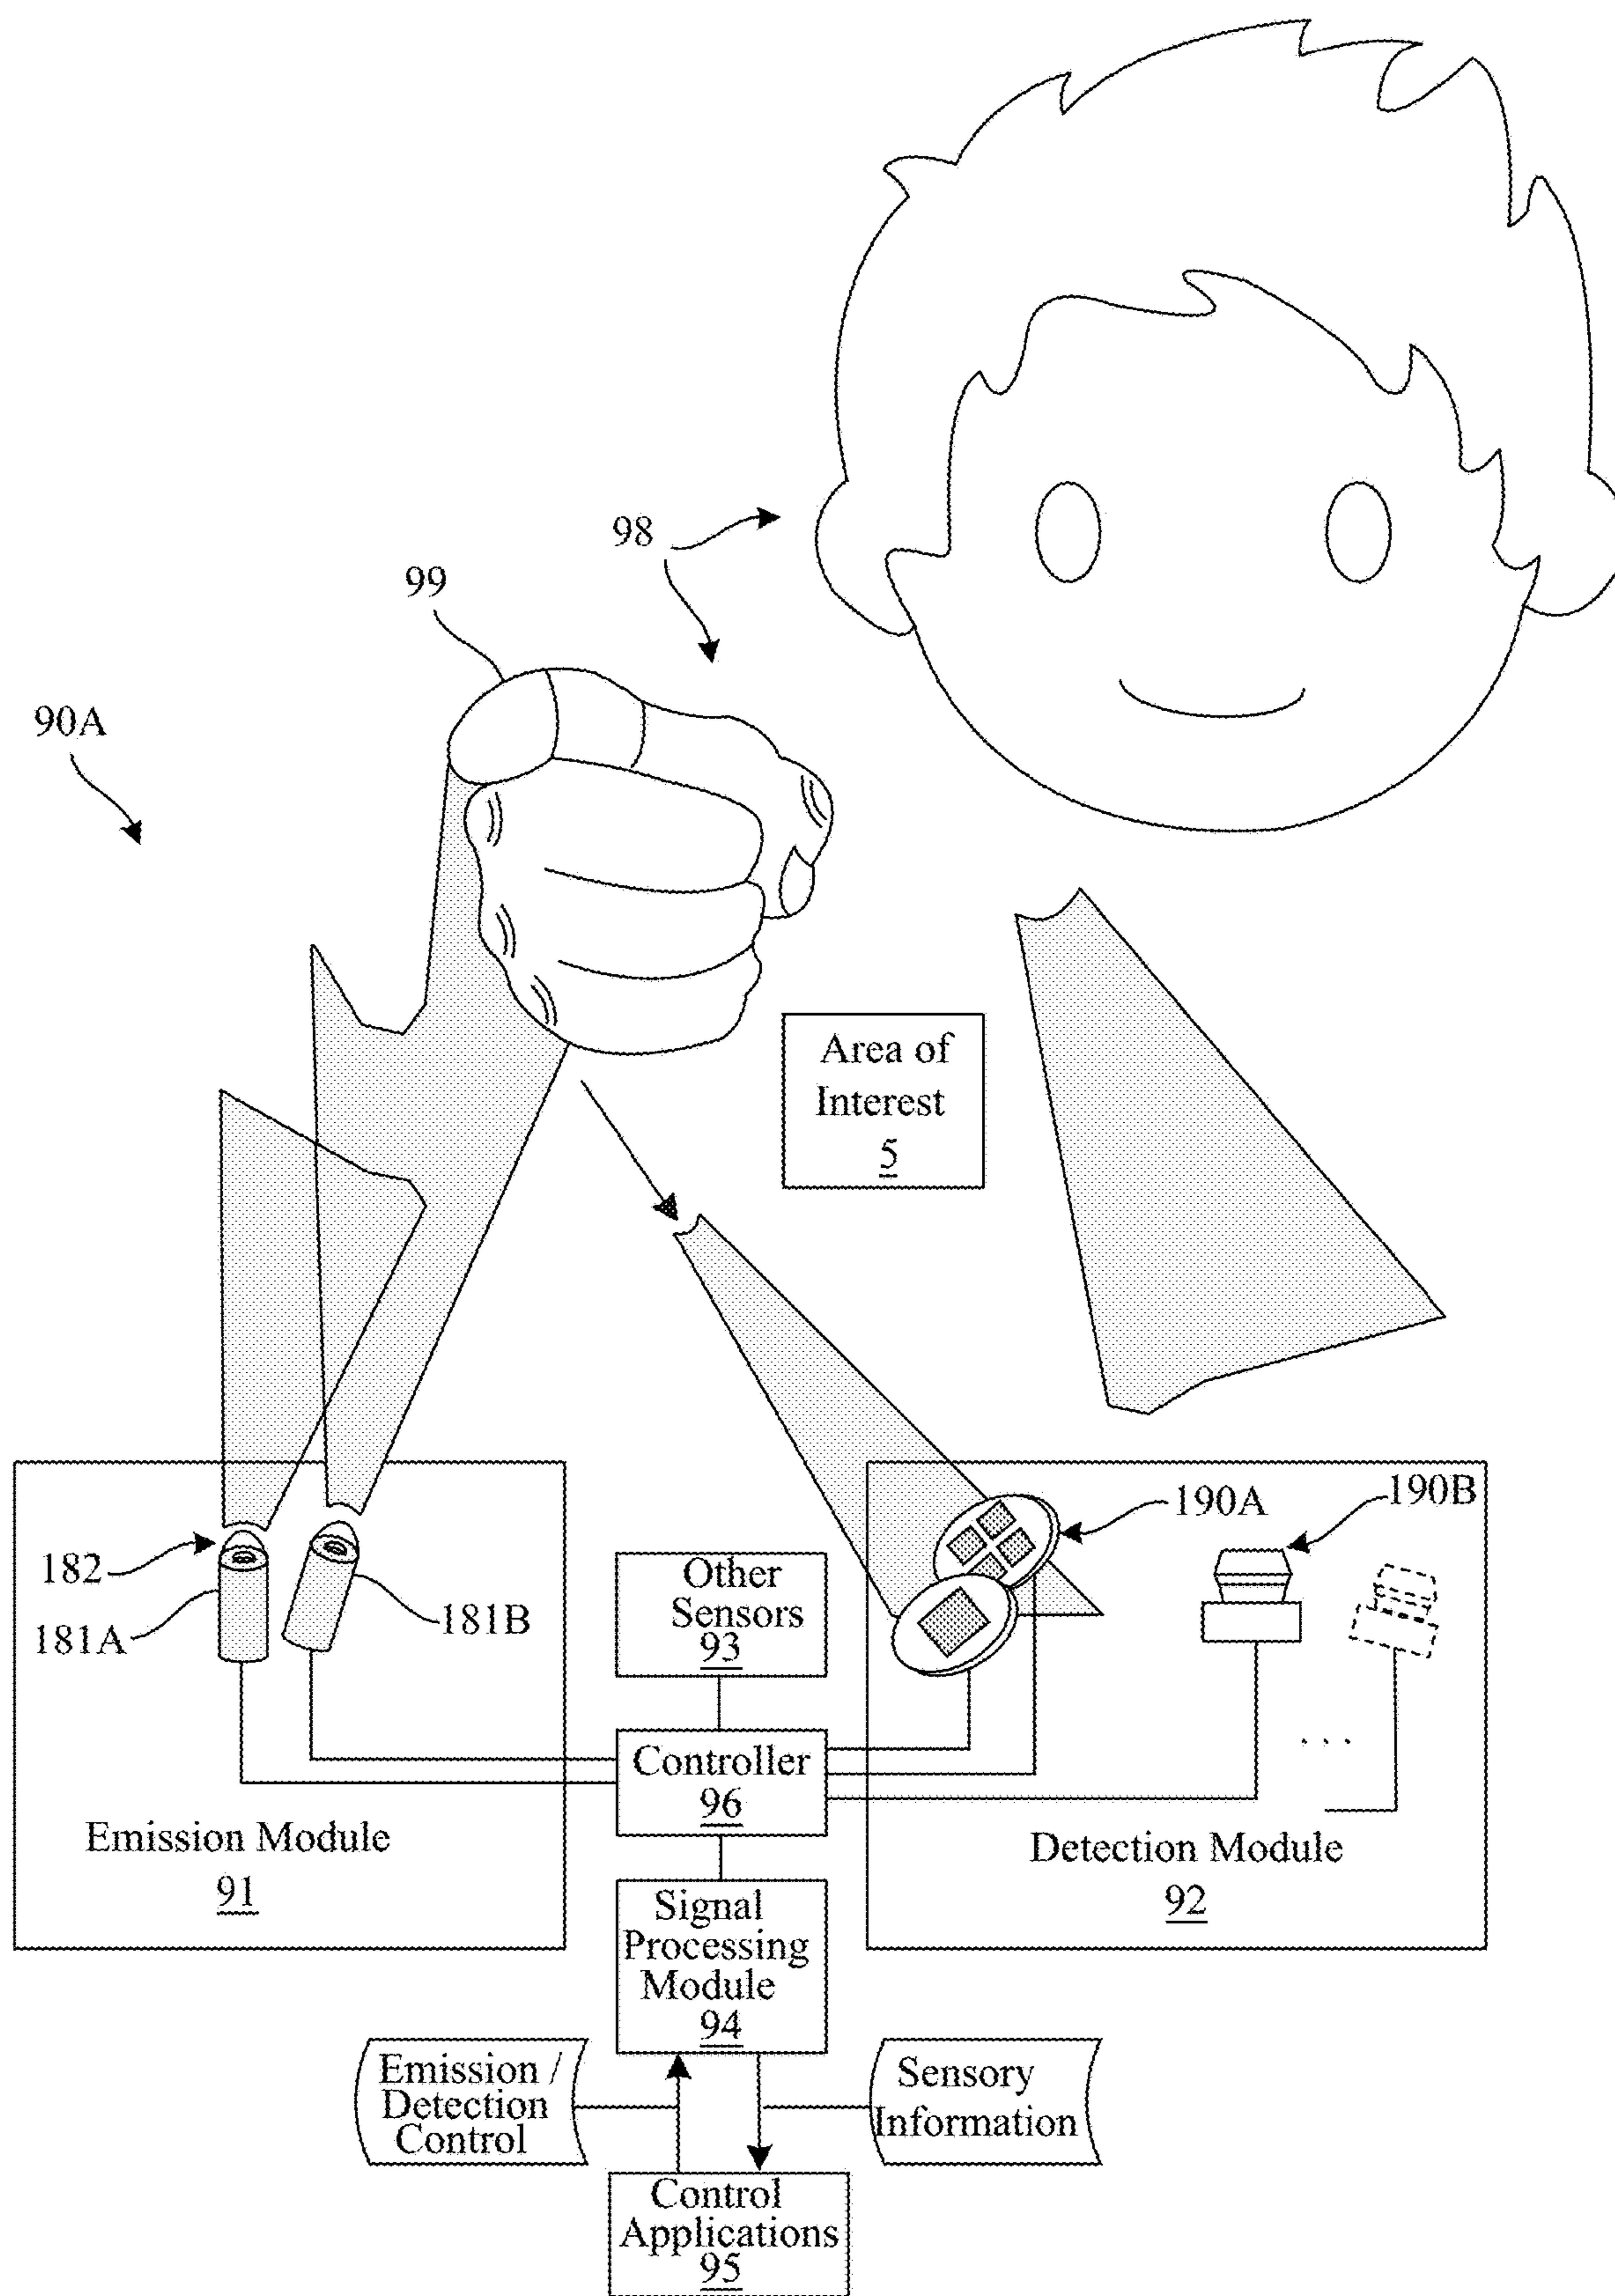 98
99
90A
Area of
Interest
5
190A
190B
182
181A
181B
Other
Sensors
93
Controller
96
Emission Module
91
Detection Module
92
. . .
Signal
Processing
Module
94
Emission /
Detection
Control
Sensory
Information
Control
Applications
95